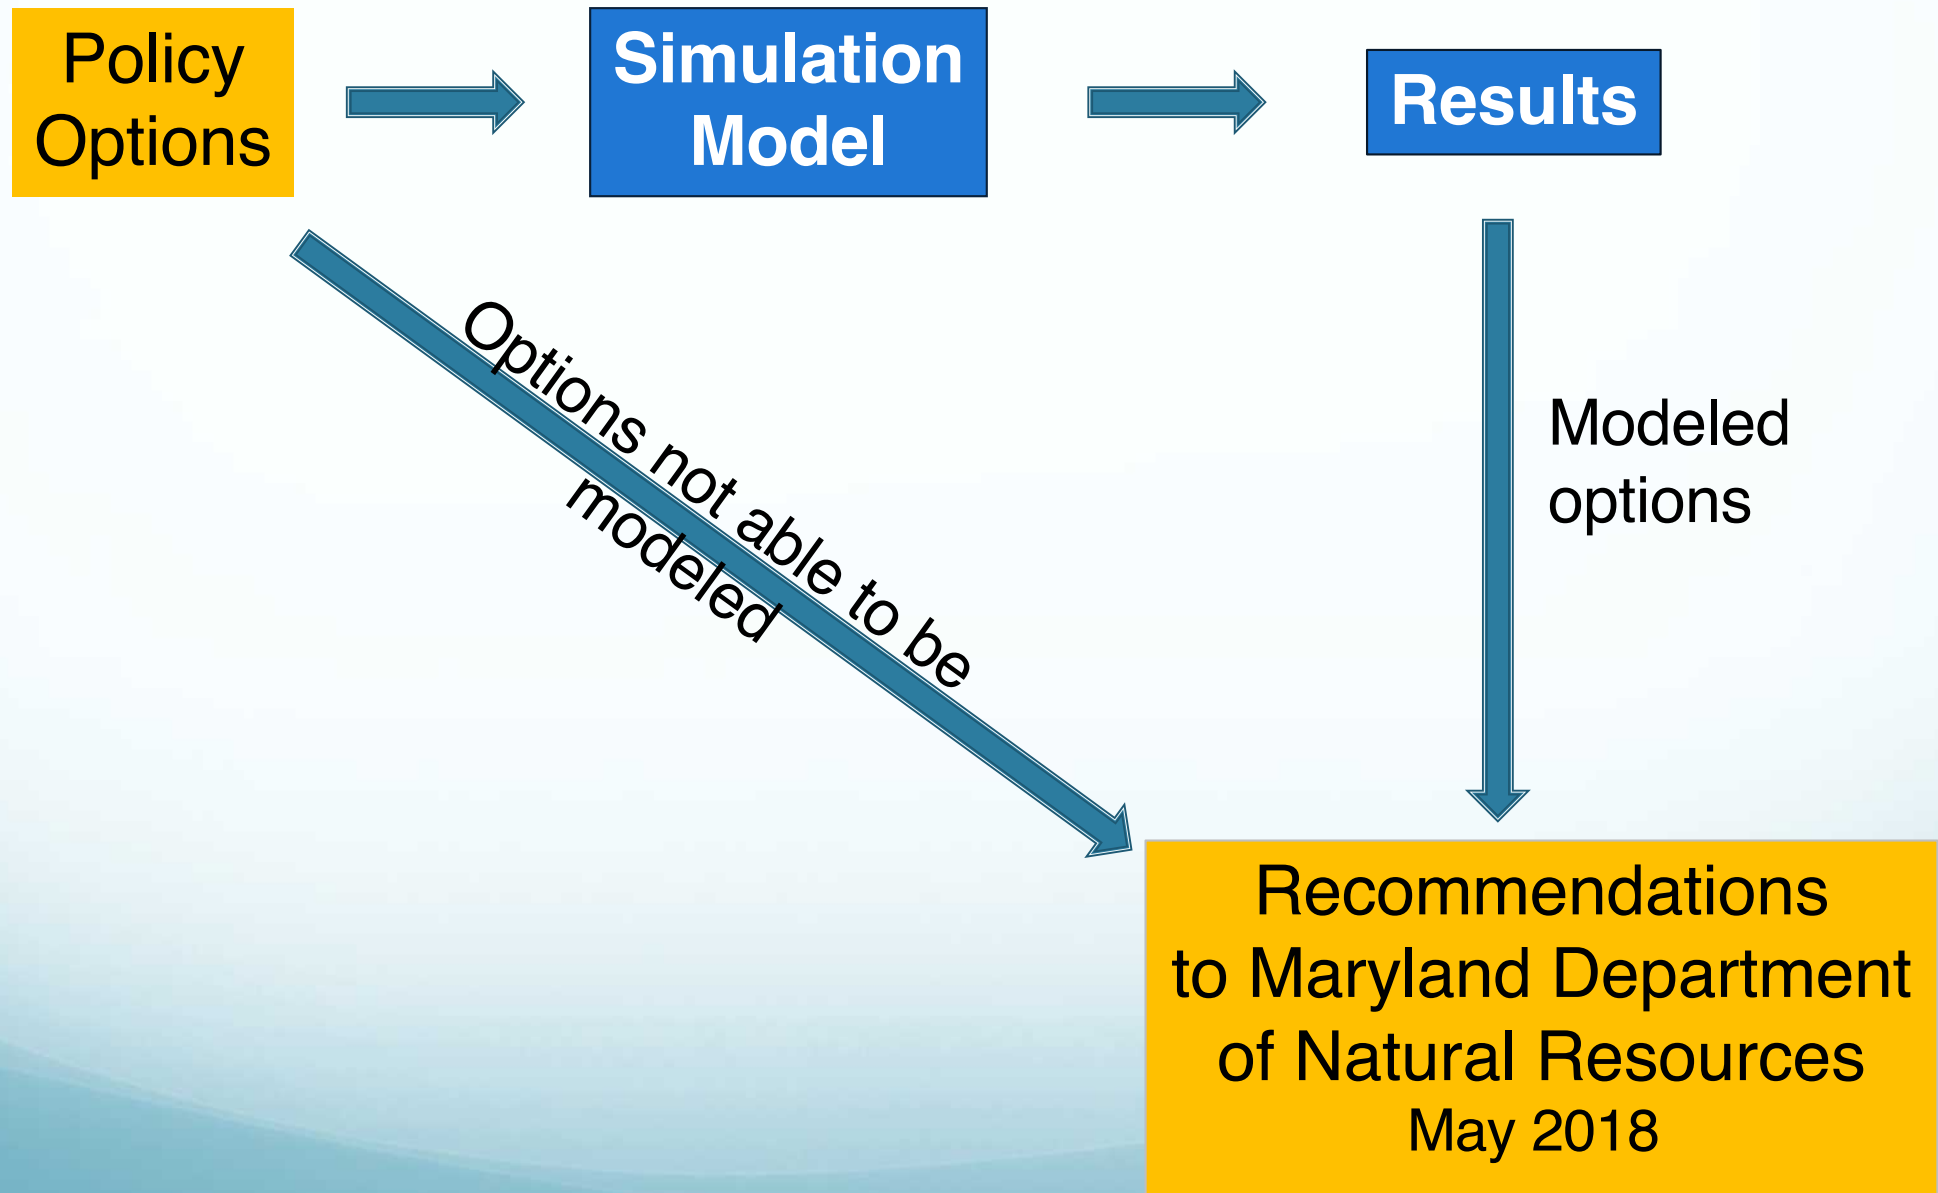 Policy
Options
Simulation
Model
Results
Options not able to be
modeled
Modeled
options
Recommendations
to Maryland Department
of Natural Resources
May 2018